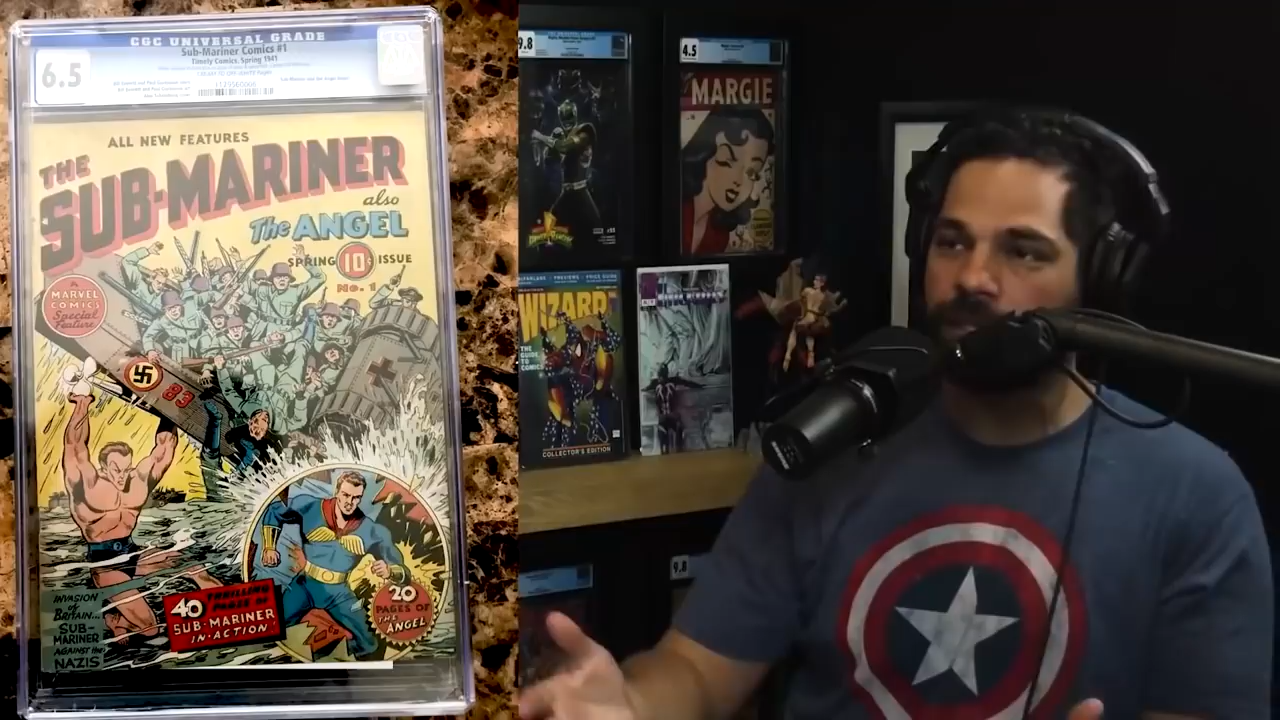 CGC UNIVERSAL GRADE
6.5
Sub-Mariner Comics #1
Timely Comics, Spring 1941
ALL NEW FEATURES
THE
SUB-MARINER
also
The ANGEL
SPRING 10¢ ISSUE
No. 1
A
MARVEL
COMICS
Special
Feature
83
INVASION
of
BRITAIN...
SUB-
MARINER
AGAINST the
NAZIS
40 THRILLING
PAGES OF
SUB-MARINER
IN·ACTION!
20
PAGES OF
THE
ANGEL
9.8
4.5
MARGIE
WIZARD
THE
GUIDE
TO
COMICS
COLLECTOR'S EDITION
9.8